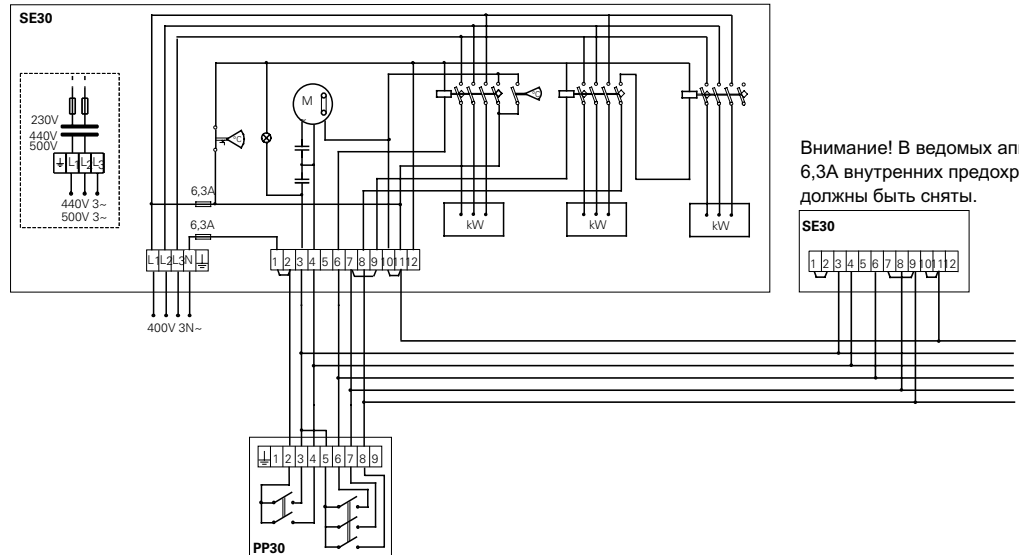 SE30
230V
440V
500V
L1 L2 L3
440V 3~
500V 3~
M
°C
°C
6,3A
6,3A
kW
kW
kW
L1 L2 L3 N
1 2 3 4 5 6 7 8 9 10 11 12
400V 3N~
Внимание! В ведомых ап
6,3А внутренних предохр
должны быть сняты.
SE30
1 2 3 4 5 6 7 8 9 10 11 12
1 2 3 4 5 6 7 8 9
PP30